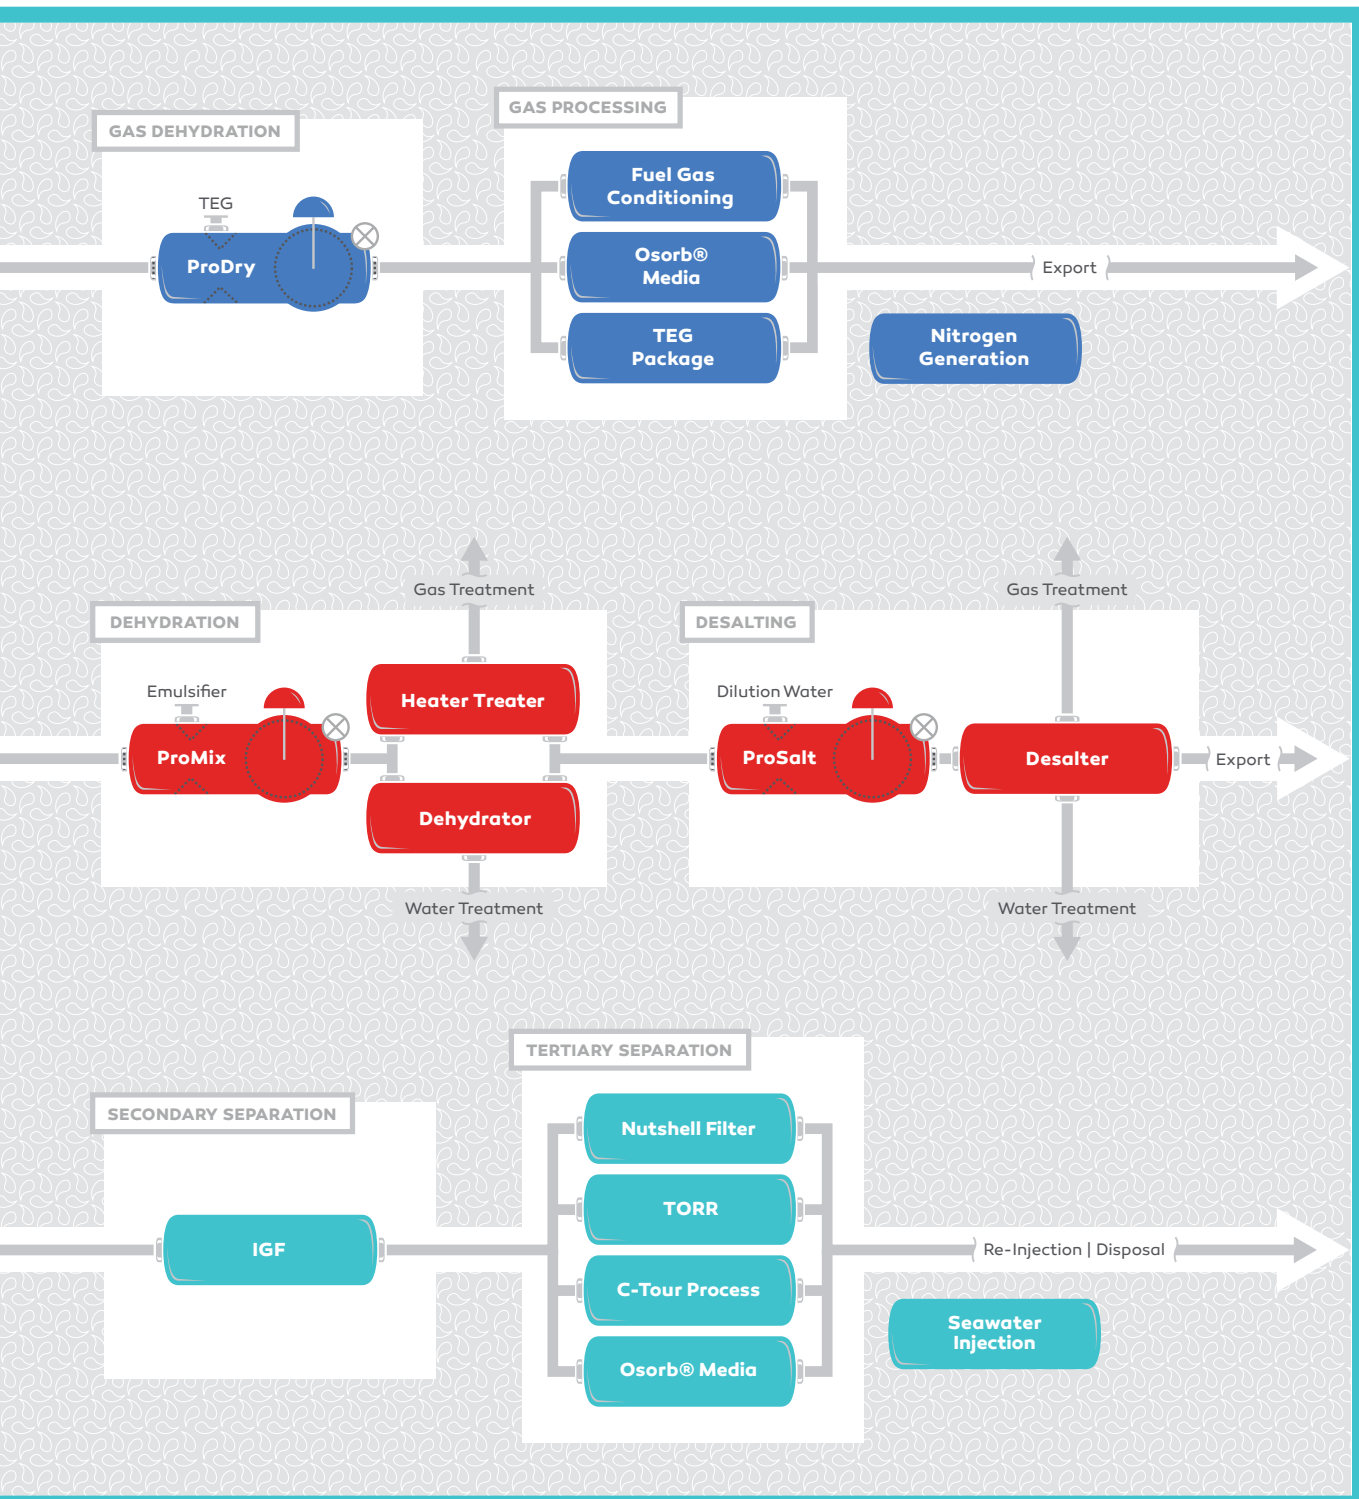 GAS DEHYDRATION
TEG
ProDry
GAS PROCESSING
Fuel Gas
Conditioning
Osorb®
Media
TEG
Package
Export
Nitrogen
Generation
DEHYDRATION
Emulsifier
ProMix
Gas Treatment
Heater Treater
Dehydrator
Water Treatment
DESALTING
Dilution Water
ProSalt
Gas Treatment
Desalter
Water Treatment
Export
SECONDARY SEPARATION
IGF
TERTIARY SEPARATION
Nutshell Filter
TORR
C-Tour Process
Osorb® Media
Re-Injection | Disposal
Seawater
Injection